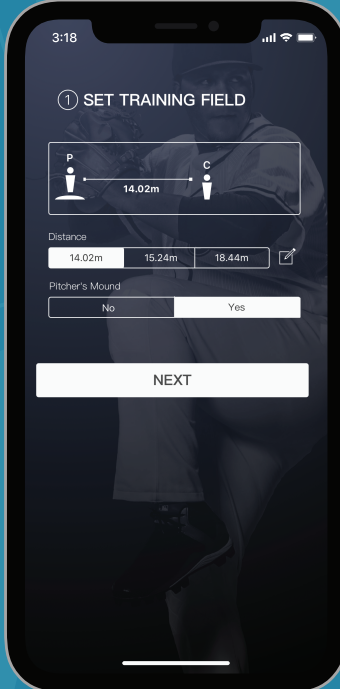 3:18
① SET TRAINING FIELD
P
C
14.02m
Distance
14.02m 15.24m 18.44m
Pitcher's Mound
No Yes
NEXT